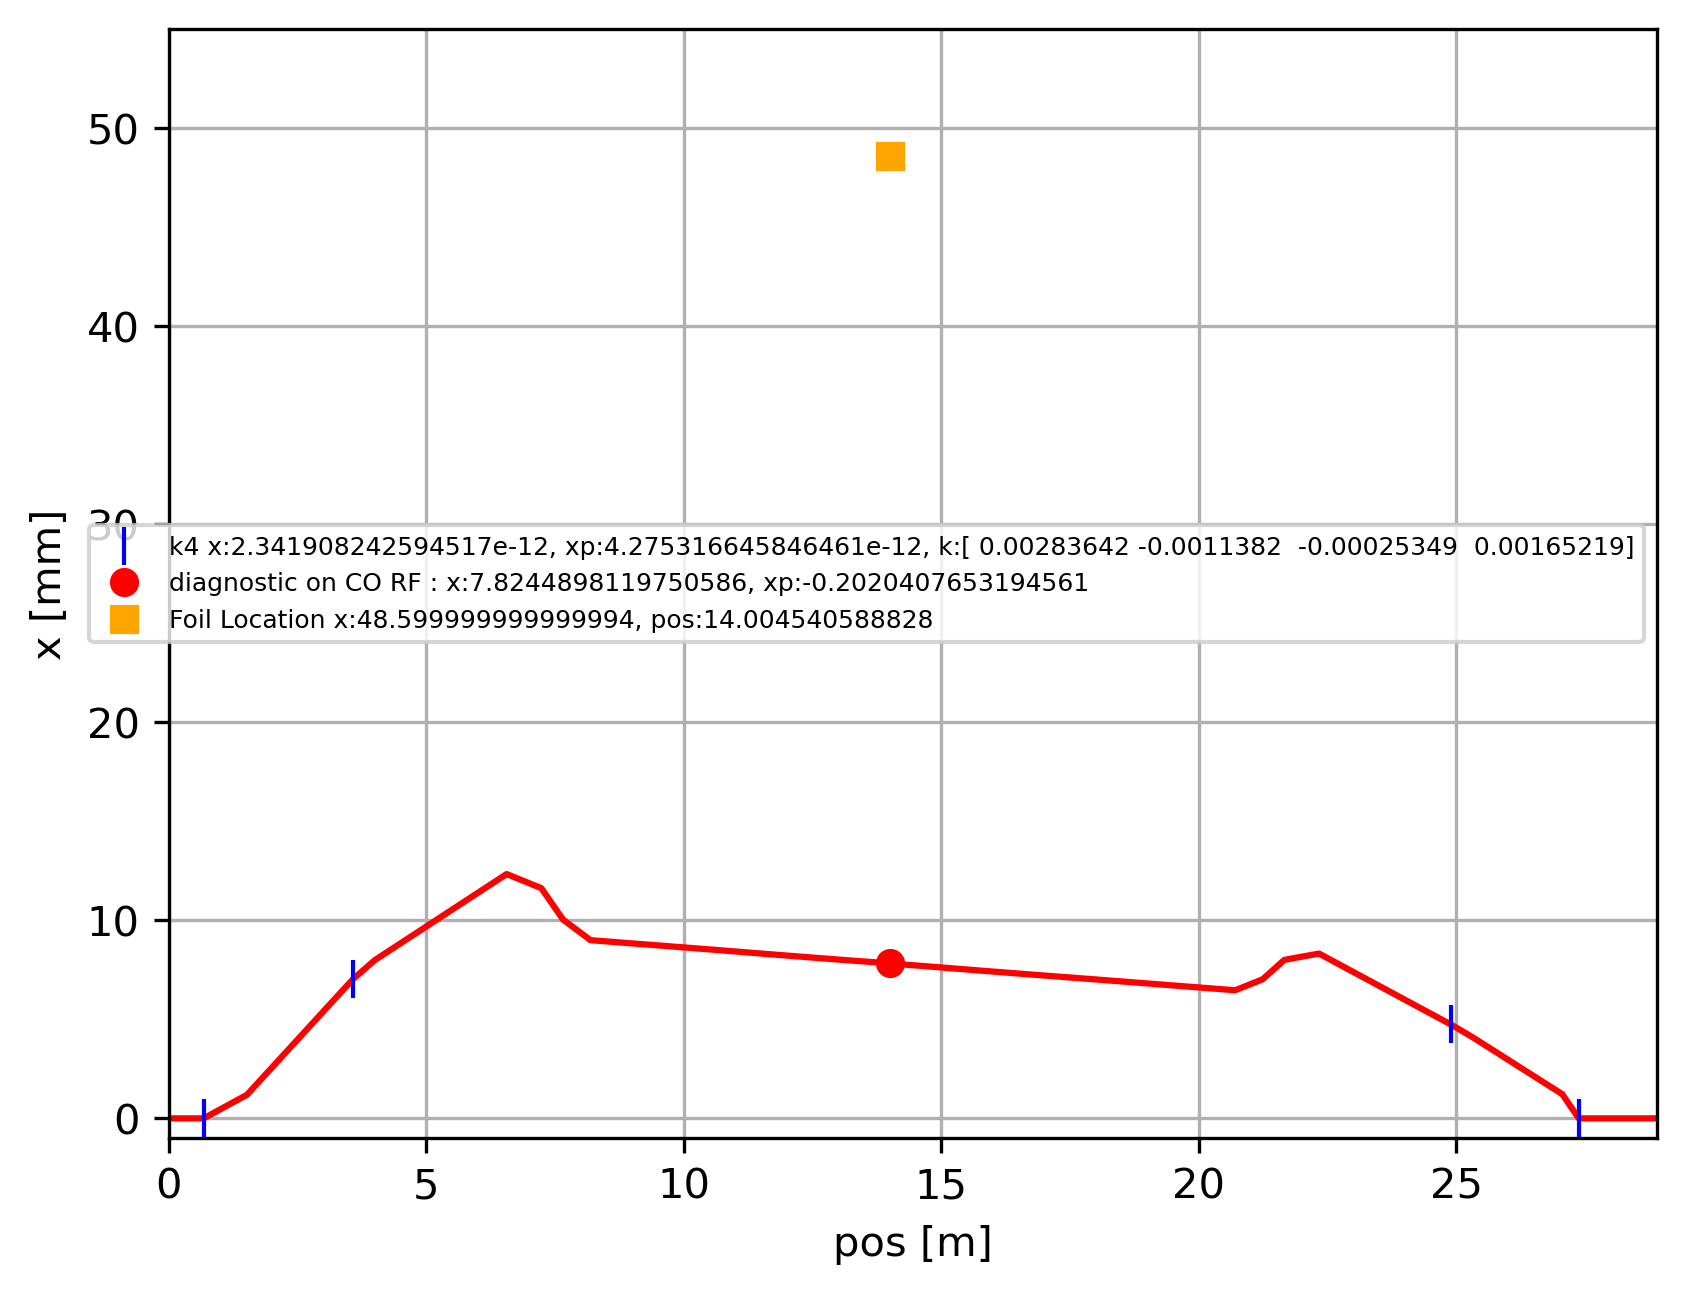 50
40
30
20
10
0
x [mm]
k4 x:2.341908242594517e-12, xp:4.275316645846461e-12, k:[ 0.00283642 -0.0011382  -0.00025349  0.00165219]
diagnostic on CO RF : x:7.8244898119750586, xp:-0.2020407653194561
Foil Location x:48.599999999999994, pos:14.004540588828
0 5 10 15 20 25
pos [m]